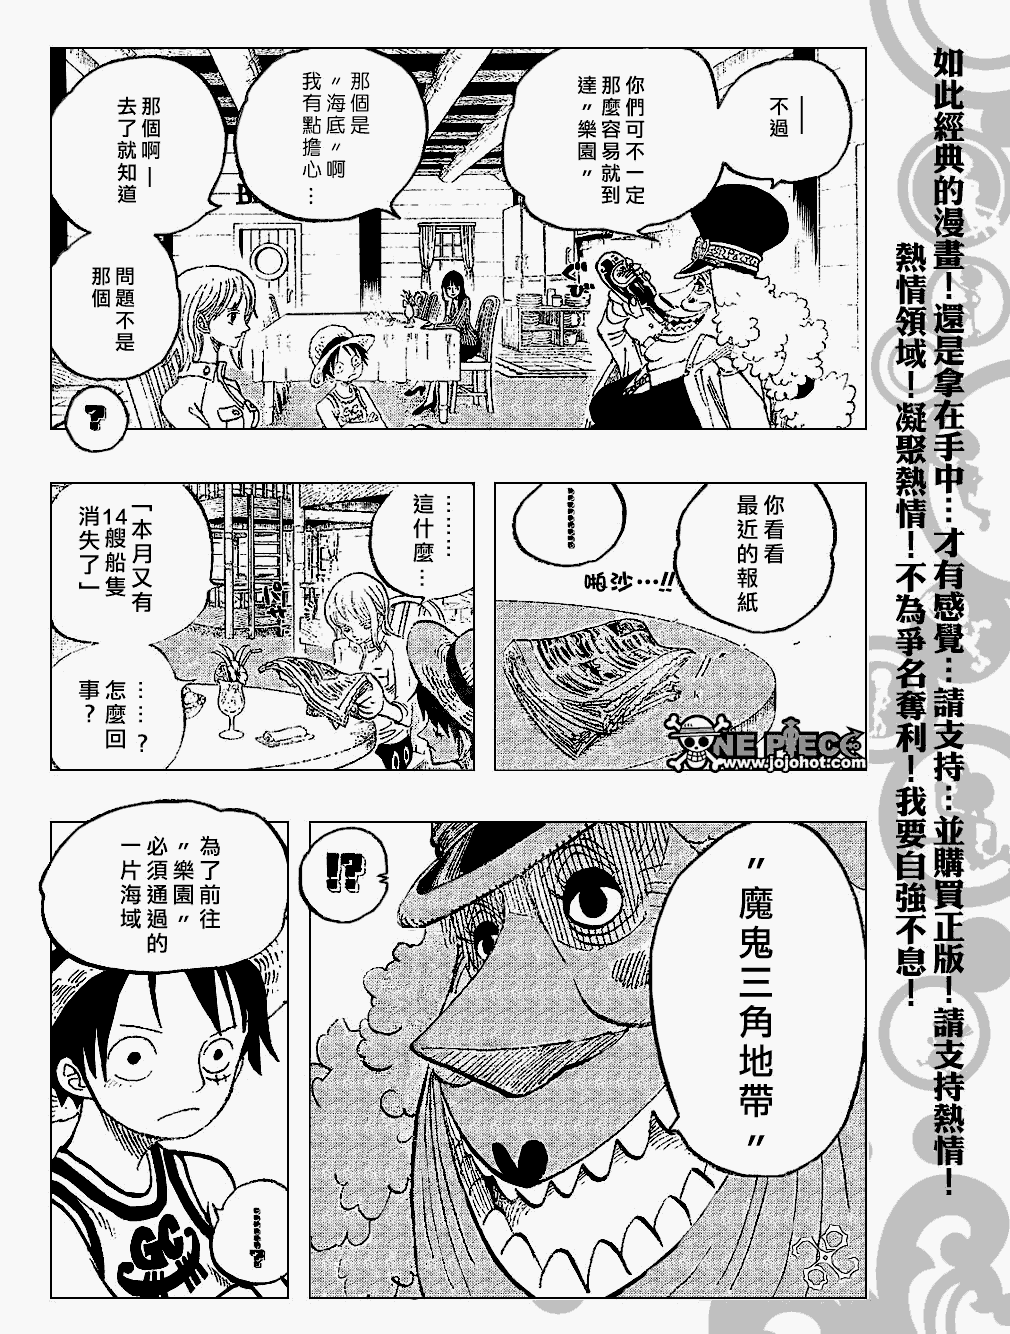 如此經典的漫畫！還是拿在手中…才有感覺…請支持…並購買正版！請支持熱情！
熱情領域！凝聚熱情！不為爭名奪利！我要自強不息！
——
不過
你們可不一定
那麼容易就到
達〃樂園〃
那個是
〃海底〃啊
我有點擔心…
那個啊—
去了就知道
問題不是
那個
?
ぐびっ
你看看
最近的報紙
………
啪沙…!!
………
這什麼…
「本月又有
14艘船隻
消失了」
……？
怎麼回
事？
ONE PIECE
www.jojohot.com
〃魔鬼三角地帶〃
!?
為了前往
〃樂園〃
必須通過的
一片海域
GC
………?